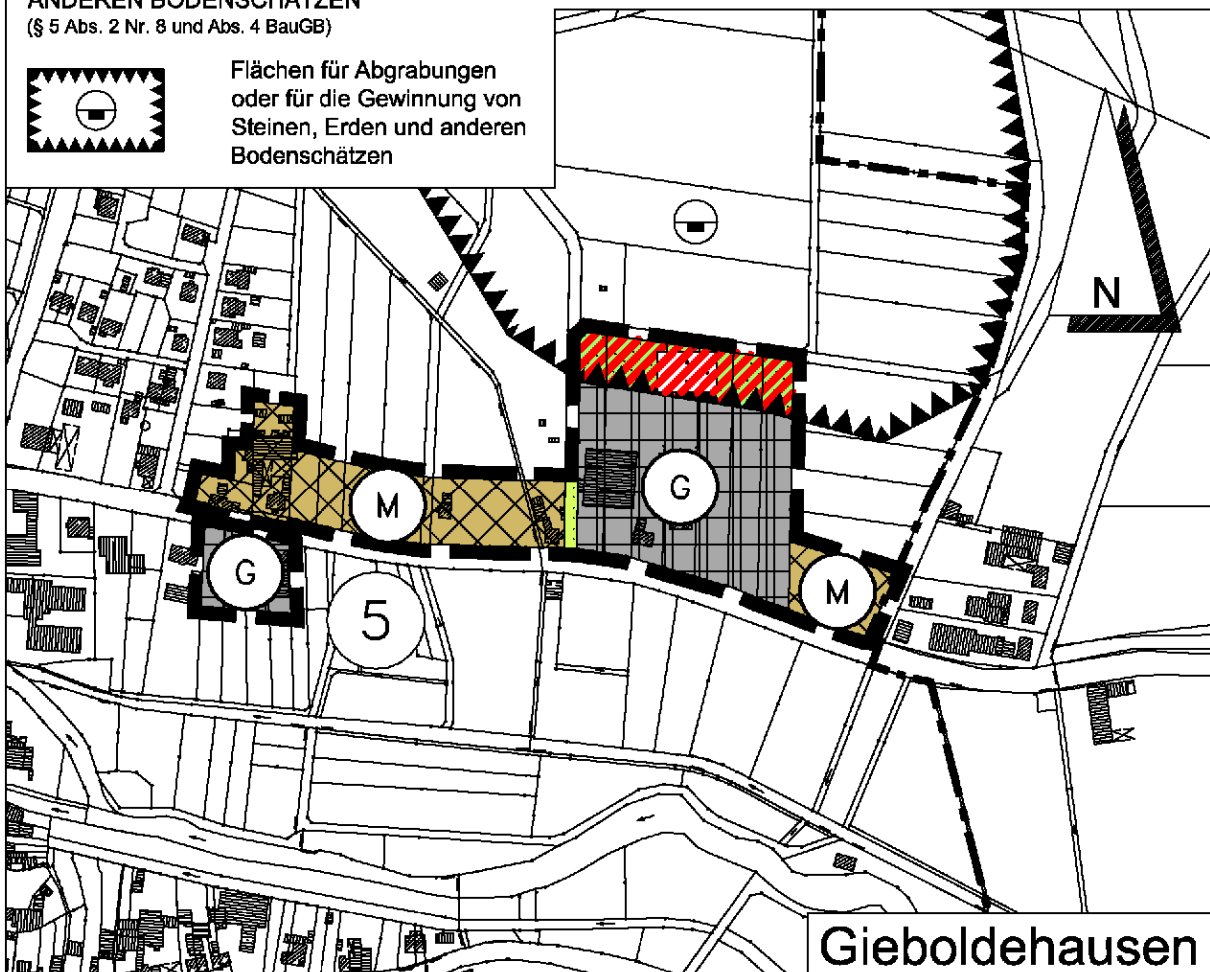 ANDEREN BODENSCHÄTZEN
(§ 5 Abs. 2 Nr. 8 und Abs. 4 BauGB)
Flächen für Abgrabungen
oder für die Gewinnung von
Steinen, Erden und anderen
Bodenschätzen
N
G
M
G
M
5
Gieboldehausen